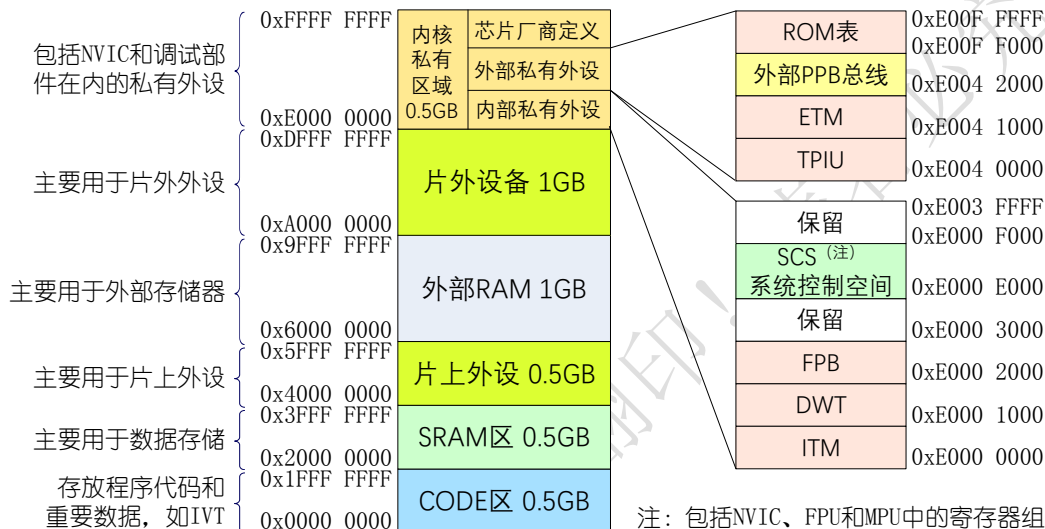 包括NVIC和调试部
件在内的私有外设
0xFFFF FFFF
0xE000 0000
内核
私有
区域
0.5GB
芯片厂商定义
外部私有外设
内部私有外设
主要用于片外外设
0xDFFF FFFF
0xA000 0000
片外设备 1GB
主要用于外部存储器
0x9FFF FFFF
0x6000 0000
外部RAM 1GB
主要用于片上外设
0x5FFF FFFF
0x4000 0000
片上外设 0.5GB
主要用于数据存储
0x3FFF FFFF
0x2000 0000
SRAM区 0.5GB
存放程序代码和
重要数据，如IVT
0x1FFF FFFF
0x0000 0000
CODE区 0.5GB
ROM表
0xE00F FFFF
0xE00F F000
外部PPB总线
0xE004 2000
ETM
0xE004 1000
TPIU
0xE004 0000
保留
0xE003 FFFF
0xE000 F000
SCS（注）
系统控制空间
0xE000 E000
保留
0xE000 3000
FPB
0xE000 2000
DWT
0xE000 1000
ITM
0xE000 0000
注：包括NVIC、FPU和MPU中的寄存器组
翻印！